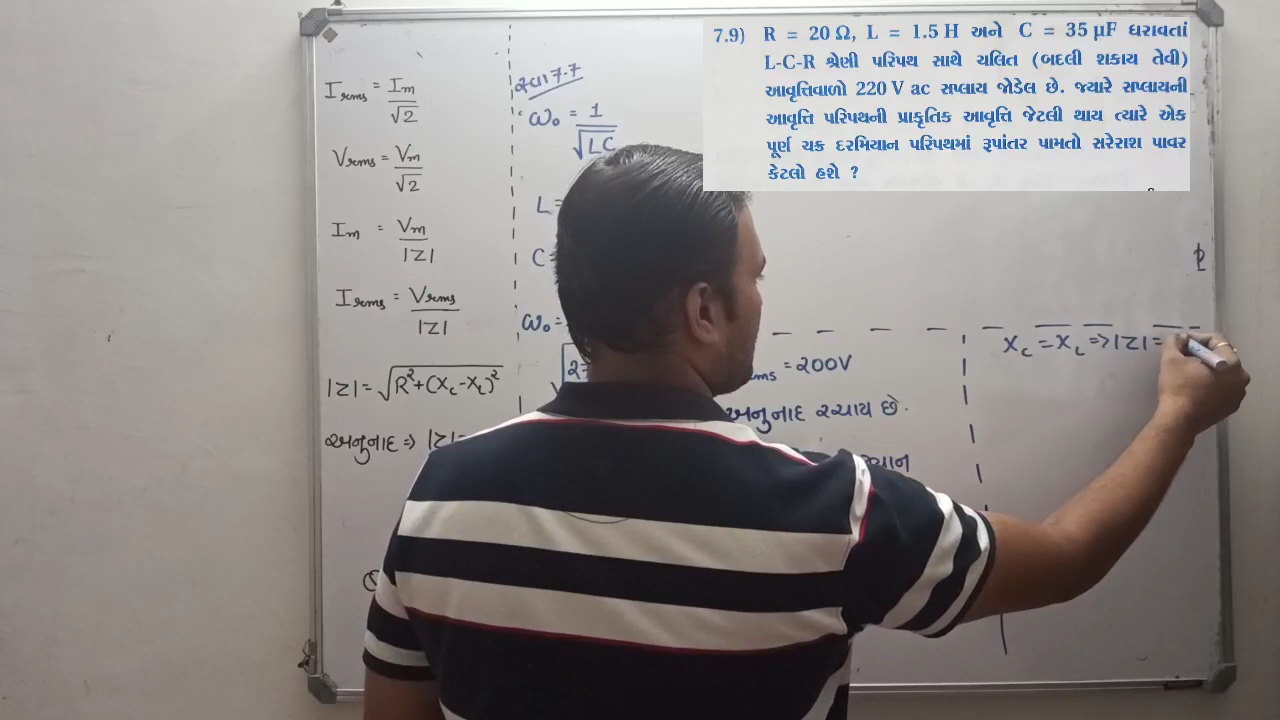 I rms = Im / √2
Vrms = Vm / √2
Im = Vm / |Z|
Irms = Vrms / |Z|
|Z| = √R² + (Xc - XL)²
અનુનાદ ⇒ |Z| =
સ્વા 7.7
ω₀ = 1 / √LC
L =
C =
ω₀ =
7.9) R = 20 Ω, L = 1.5 H અને C = 35 μF ધરાવતાં
L-C-R શ્રેણી પરિપથ સાથે ચલિત (બદલી શકાય તેવી)
આવૃત્તિવાળો 220 V ac સપ્લાય જોડેલ છે. જ્યારે સપ્લાયની
આવૃત્તિ પરિપથની પ્રાકૃતિક આવૃત્તિ જેટલી થાય ત્યારે એક
પૂર્ણ ચક્ર દરમિયાન પરિપથમાં રૂપાંતર પામતો સરેરાશ પાવર
કેટલો હશે ?
= 200V
અનુનાદ રચાય છે.
Xc = XL ⇒ |Z| =